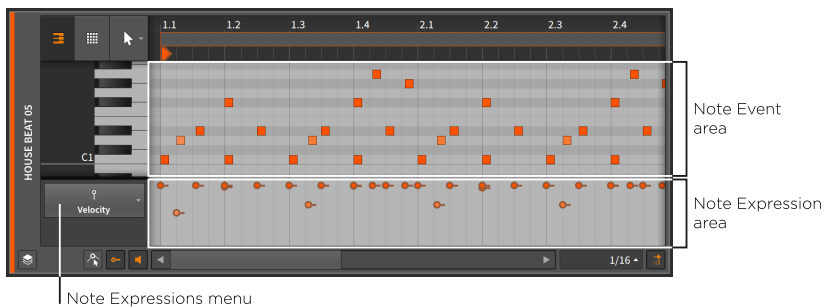 1.1 1.2 1.3 1.4 2.1 2.2 2.3 2.4
HOUSE BEAT 05
C1
Note Event
area
Velocity
Note Expression
area
1/16
Note Expressions menu